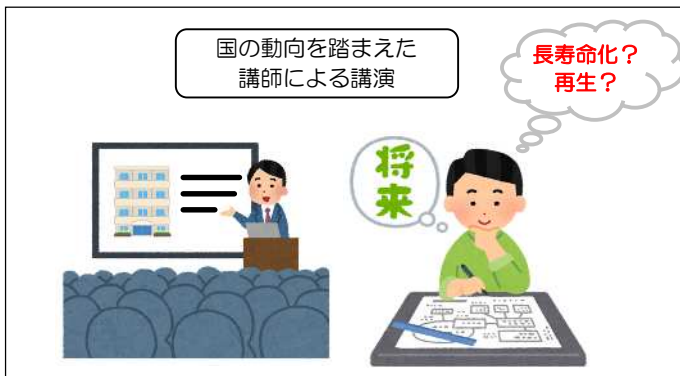 国の動向を踏まえた
講師による講演
長寿命化？
再生？
将
来